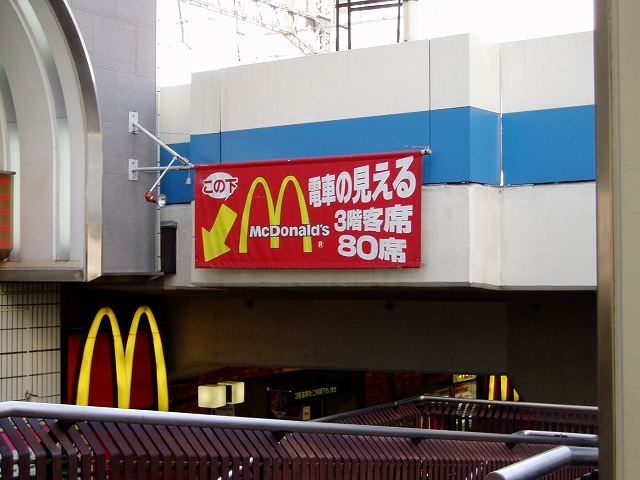 この下
McDonald's
®
電車の見える
3階客席
80席